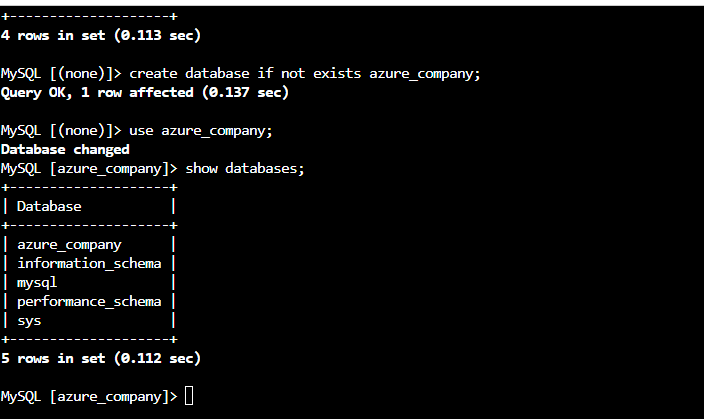 +--------------------+
4 rows in set (0.113 sec)
MySQL [(none)]> create database if not exists azure_company;
Query OK, 1 row affected (0.137 sec)
MySQL [(none)]> use azure_company;
Database changed
MySQL [azure_company]> show databases;
+--------------------+
| Database           |
+--------------------+
| azure_company      |
| information_schema |
| mysql              |
| performance_schema |
| sys                |
+--------------------+
5 rows in set (0.112 sec)
MySQL [azure_company]>